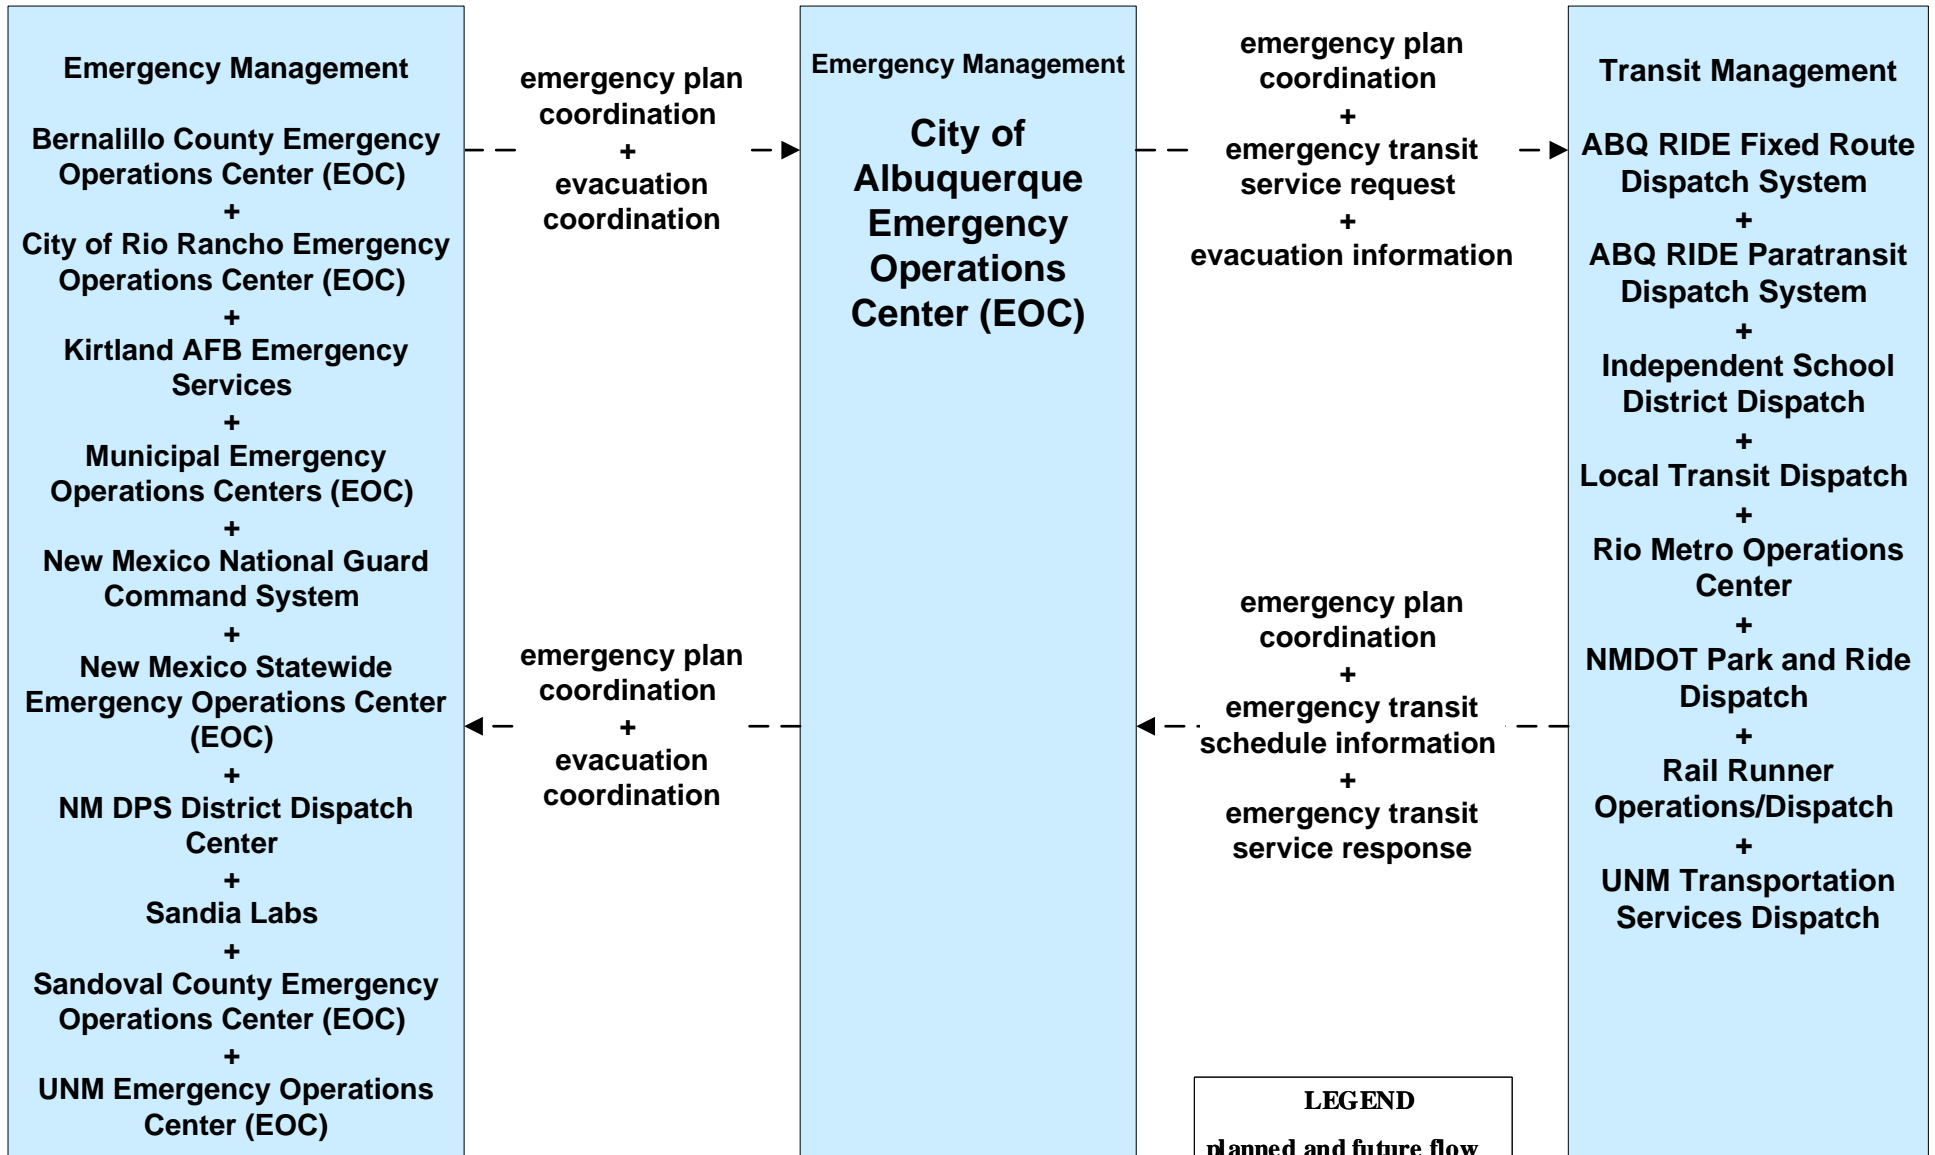 Emergency Management
Bernalillo County Emergency
Operations Center (EOC)
+
City of Rio Rancho Emergency
Operations Center (EOC)
+
Kirtland AFB Emergency
Services
+
Municipal Emergency
Operations Centers (EOC)
+
New Mexico National Guard
Command System
+
New Mexico Statewide
Emergency Operations Center
(EOC)
+
NM DPS District Dispatch
Center
+
Sandia Labs
+
Sandoval County Emergency
Operations Center (EOC)
+
UNM Emergency Operations
Center (EOC)
emergency plan
coordination
+
evacuation
coordination
emergency plan
coordination
+
evacuation
coordination
Emergency Management
City of
Albuquerque
Emergency
Operations
Center (EOC)
emergency plan
coordination
+
emergency transit
service request
+
evacuation information
emergency plan
coordination
+
emergency transit
schedule information
+
emergency transit
service response
Transit Management
ABQ RIDE Fixed Route
Dispatch System
+
ABQ RIDE Paratransit
Dispatch System
+
Independent School
District Dispatch
+
Local Transit Dispatch
+
Rio Metro Operations
Center
+
NMDOT Park and Ride
Dispatch
+
Rail Runner
Operations/Dispatch
+
UNM Transportation
Services Dispatch
LEGEND
planned and future flow